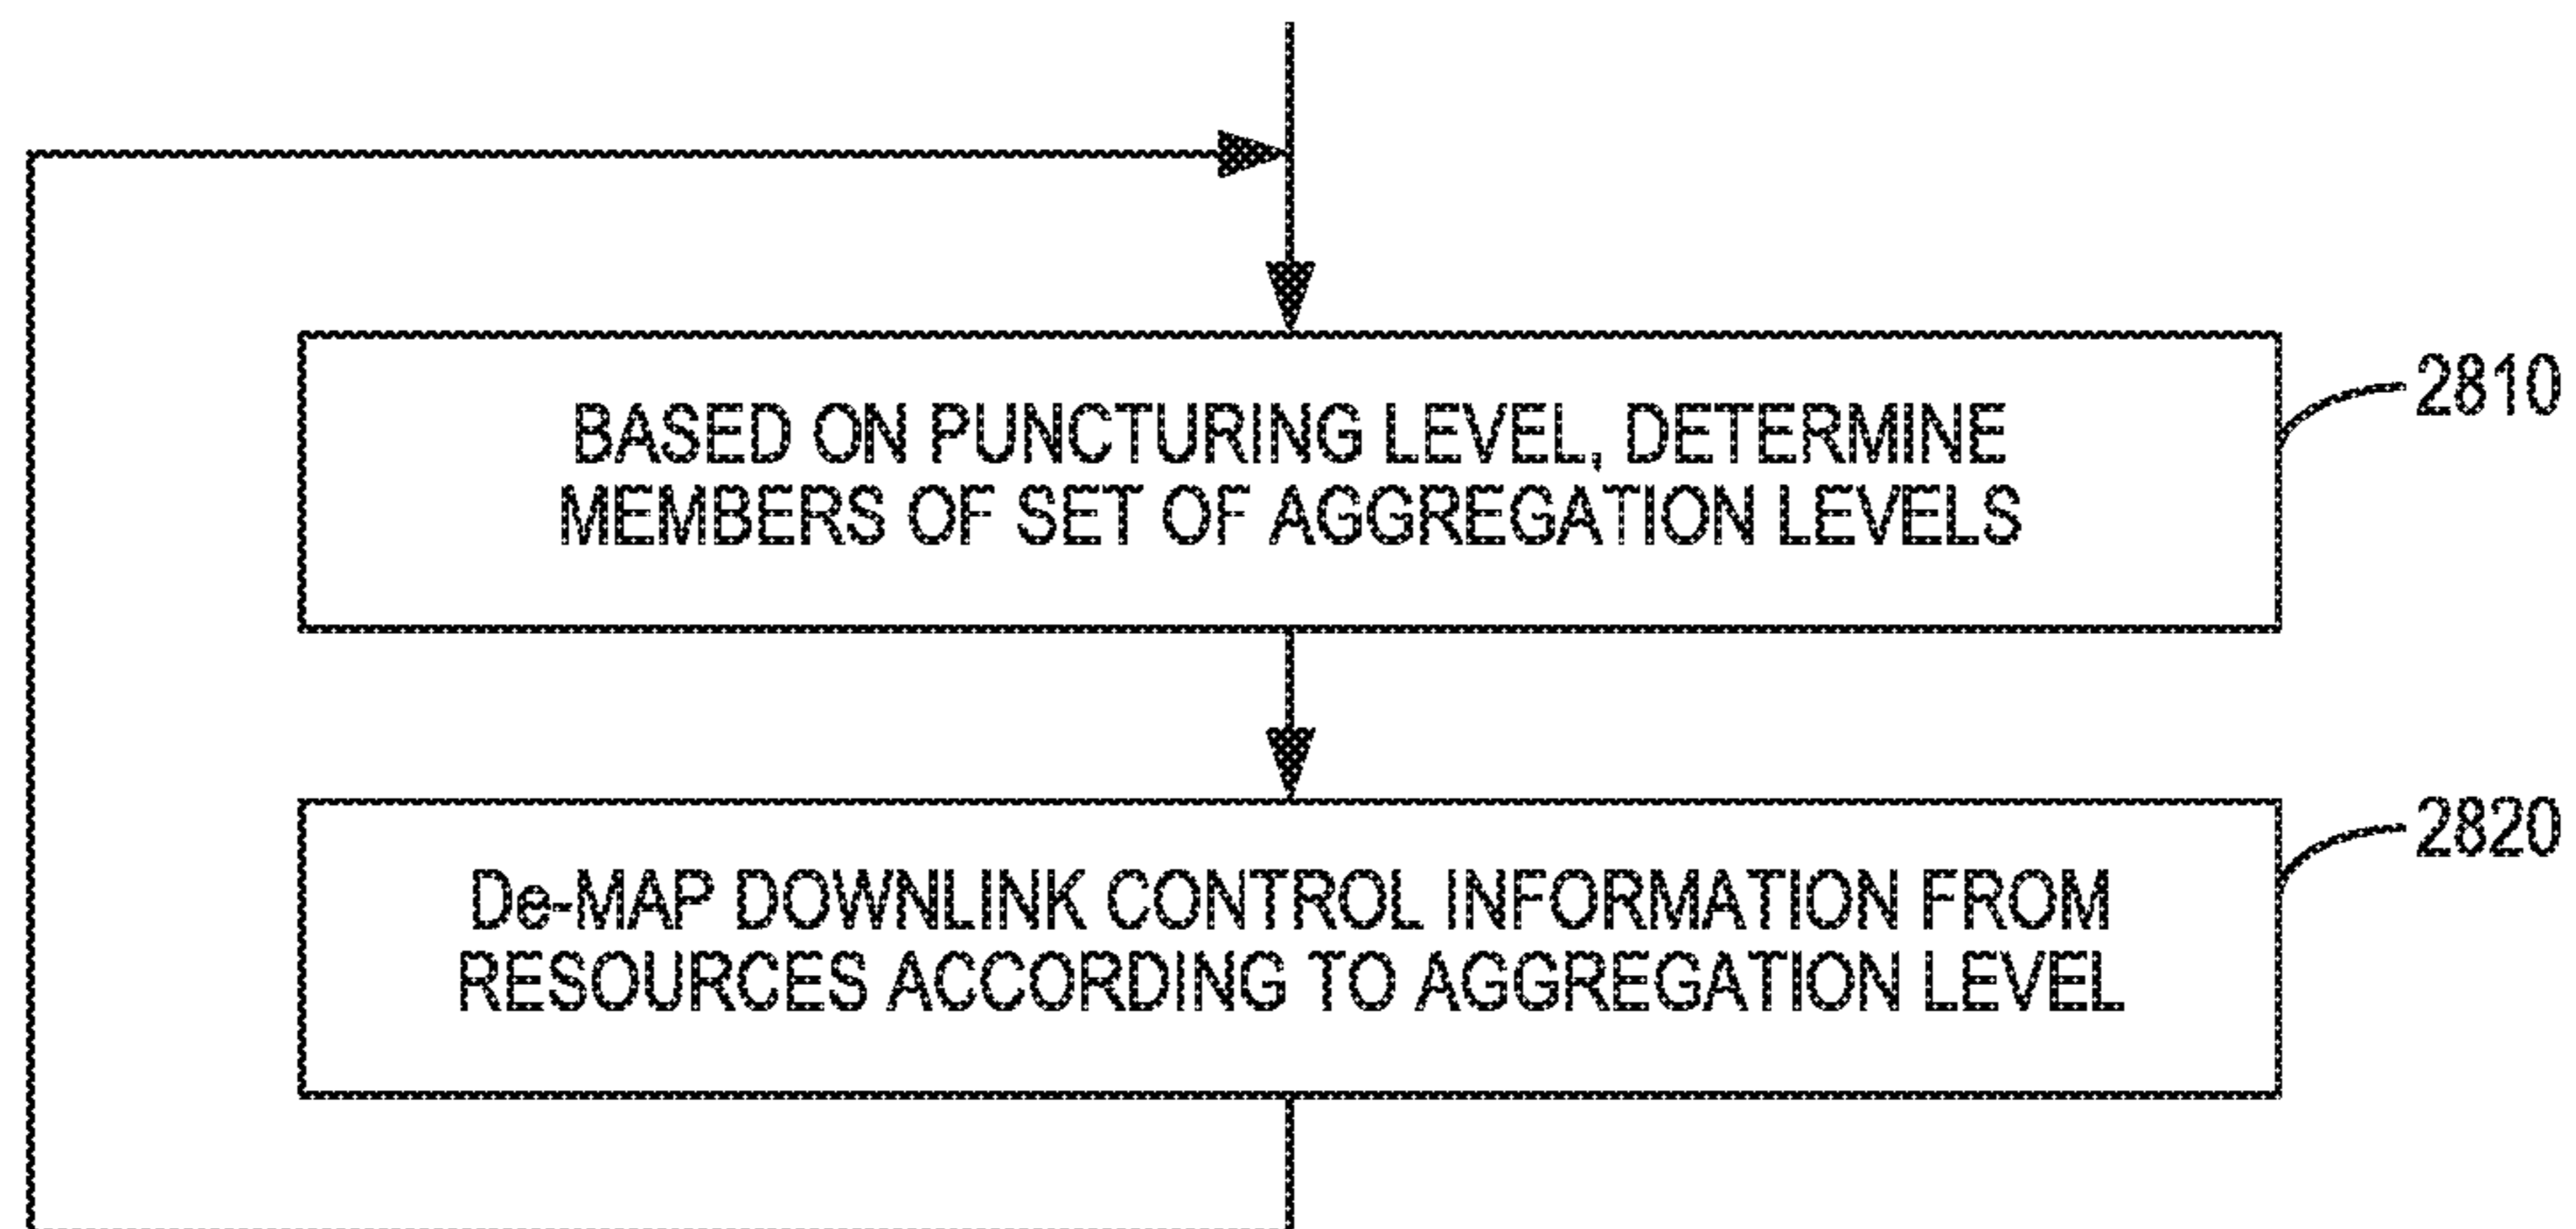 BASED ON PUNCTURING LEVEL, DETERMINE
MEMBERS OF SET OF AGGREGATION LEVELS
2810
De-MAP DOWNLINK CONTROL INFORMATION FROM
RESOURCES ACCORDING TO AGGREGATION LEVEL
2820